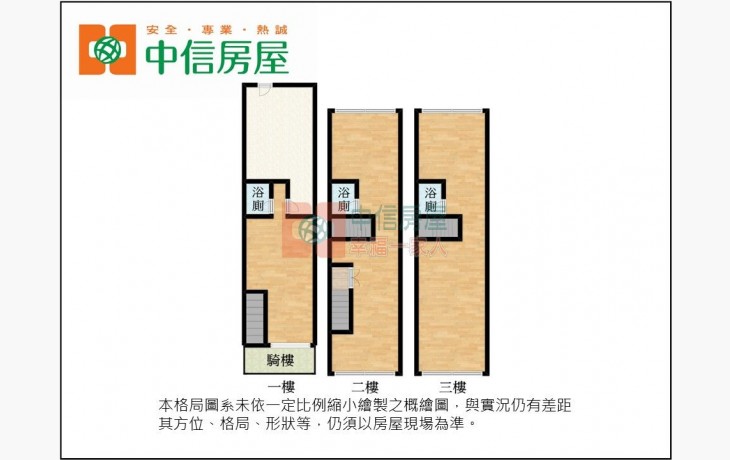 安全・專業・熱誠
中信房屋
浴廁
浴廁
浴廁
中信房屋
幸福一家人
騎樓
一樓
二樓
三樓
本格局圖系未依一定比例縮小繪製之概繪圖，與實況仍有差距
其方位、格局、形狀等，仍須以房屋現場為準。